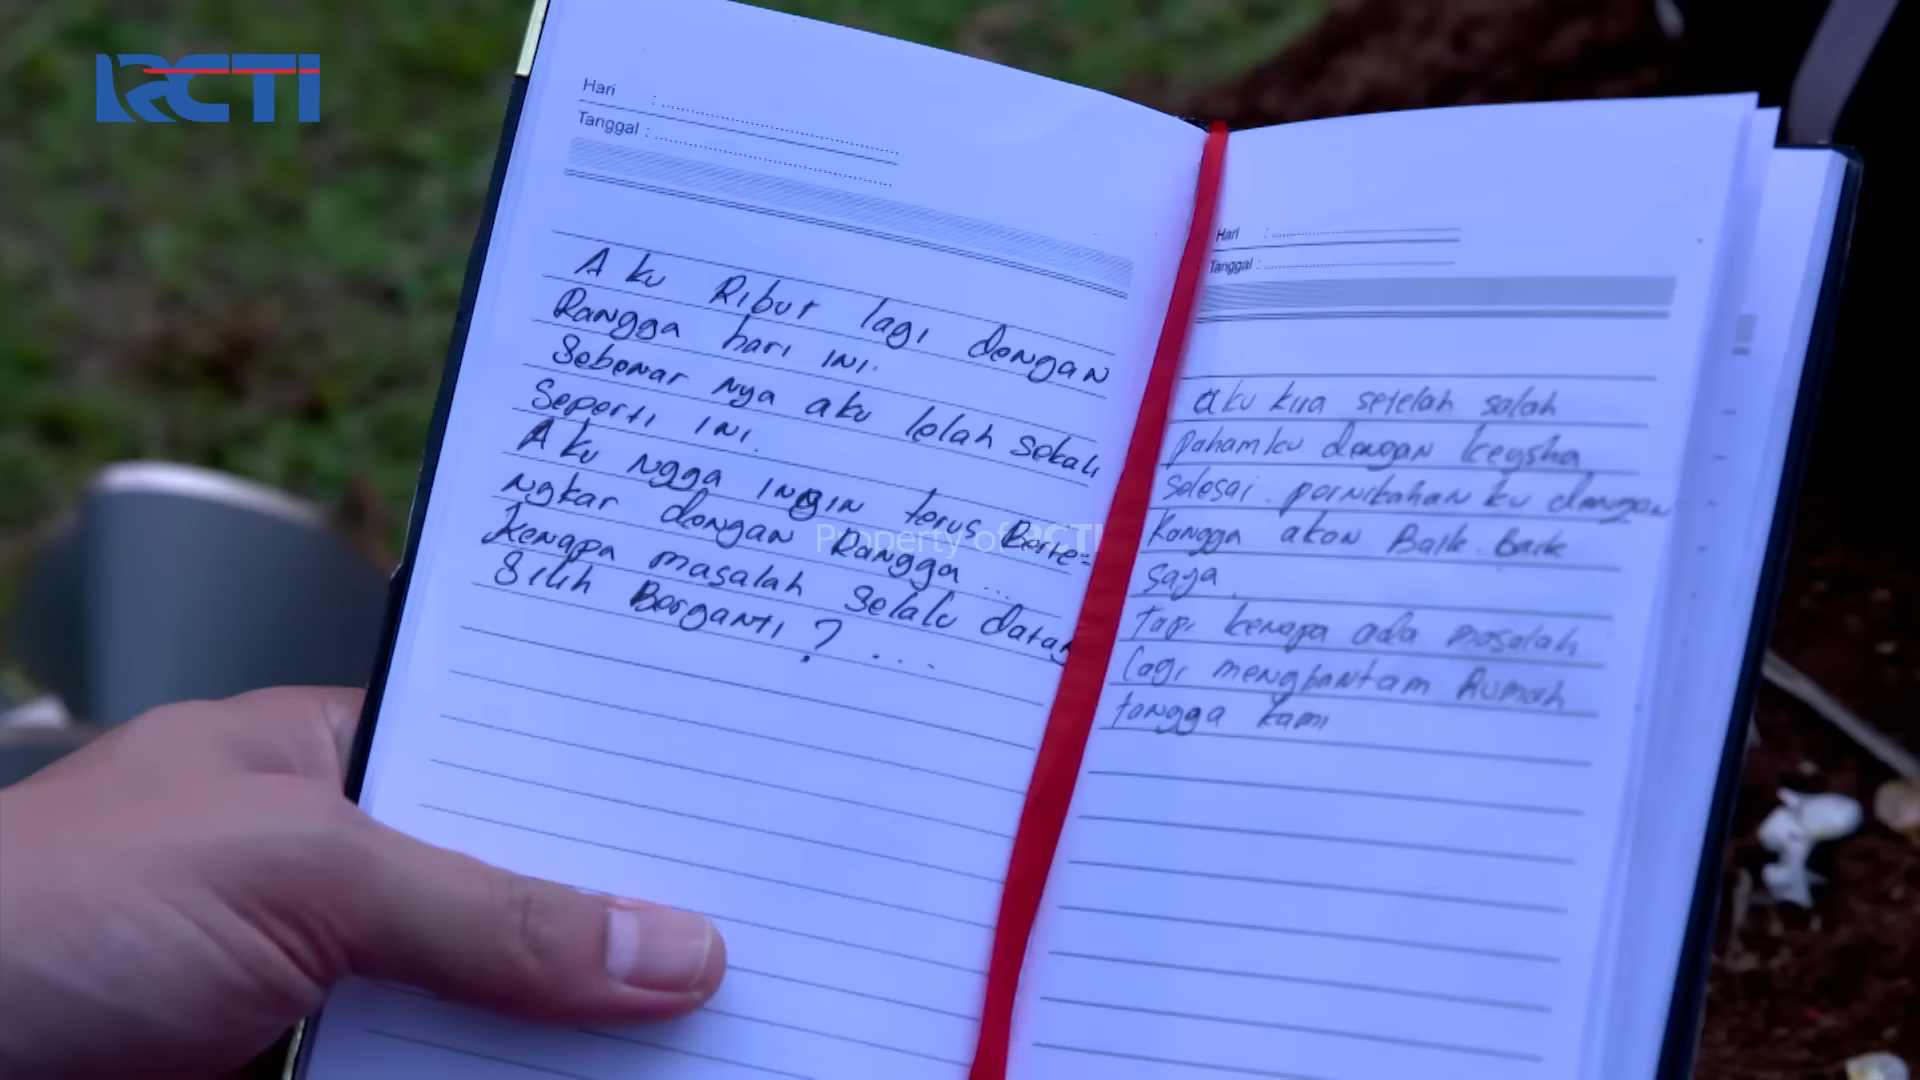 RCTI
Hari :
Tanggal :
Aku Ribut lagi dengan
Rangga hari ini.
Sebenar nya aku lelah sekali
Seperti ini.
Aku ngga ingin terus Berte-
ngkar dengan Rangga...
Kenapa masalah selalu datang
Silih Berganti? ...
Hari :
Tanggal :
aku kira setelah salah
pahamku dengan keysha
selesai. pernikahan ku dengan
Rangga akan Baik. Baik
saja.
tapi kenapa ada masalah
lagi menghantam Rumah
tangga kami
Property of RCTI